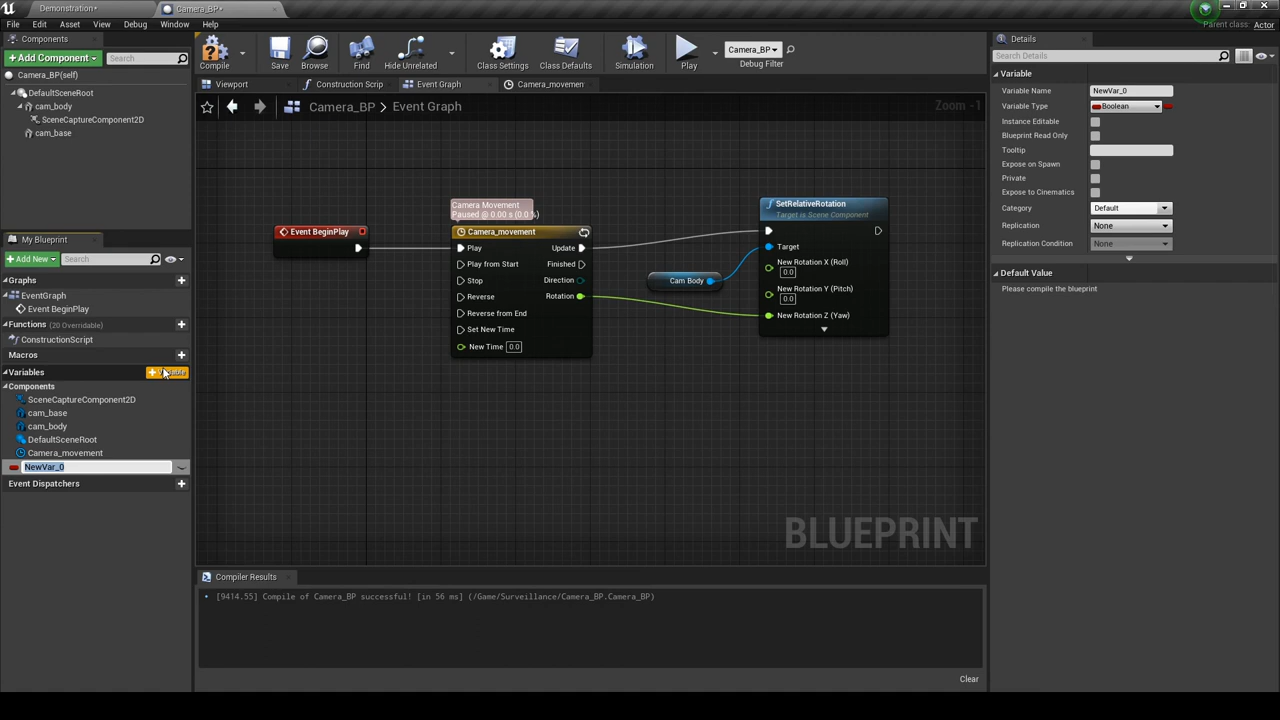 Demonstration*
Camera_BP*
Parent class: Actor
File Edit Asset View Debug Window Help
Components
+ Add Component
Search
Camera_BP(self)
DefaultSceneRoot
cam_body
SceneCaptureComponent2D
cam_base
Compile
Save
Browse
Find
Hide Unrelated
Class Settings
Class Defaults
Simulation
Play
Camera_BP
Debug Filter
Viewport
Construction Scrip
Event Graph
Camera_movemen
Camera_BP > Event Graph
Zoom -1
Camera Movement
Paused @ 0.00 s (0.0 %)
Event BeginPlay
Camera_movement
Play
Play from Start
Stop
Reverse
Reverse from End
Set New Time
New Time 0.0
Update
Finished
Direction
Rotation
Cam Body
SetRelativeRotation
Target is Scene Component
Target
New Rotation X (Roll)
0.0
New Rotation Y (Pitch)
0.0
New Rotation Z (Yaw)
BLUEPRINT
My Blueprint
+ Add New
Search
Graphs
EventGraph
Event BeginPlay
Functions (20 Overridable)
ConstructionScript
Macros
Variables
Components
SceneCaptureComponent2D
cam_base
cam_body
DefaultSceneRoot
Camera_movement
NewVar_0
Event Dispatchers
Compiler Results
[9414.55] Compile of Camera_BP successful! [in 56 ms] (/Game/Surveillance/Camera_BP.Camera_BP)
Clear
Details
Search Details
Variable
Variable Name NewVar_0
Variable Type Boolean
Instance Editable
Blueprint Read Only
Tooltip
Expose on Spawn
Private
Expose to Cinematics
Category Default
Replication None
Replication Condition None
Default Value
Please compile the blueprint